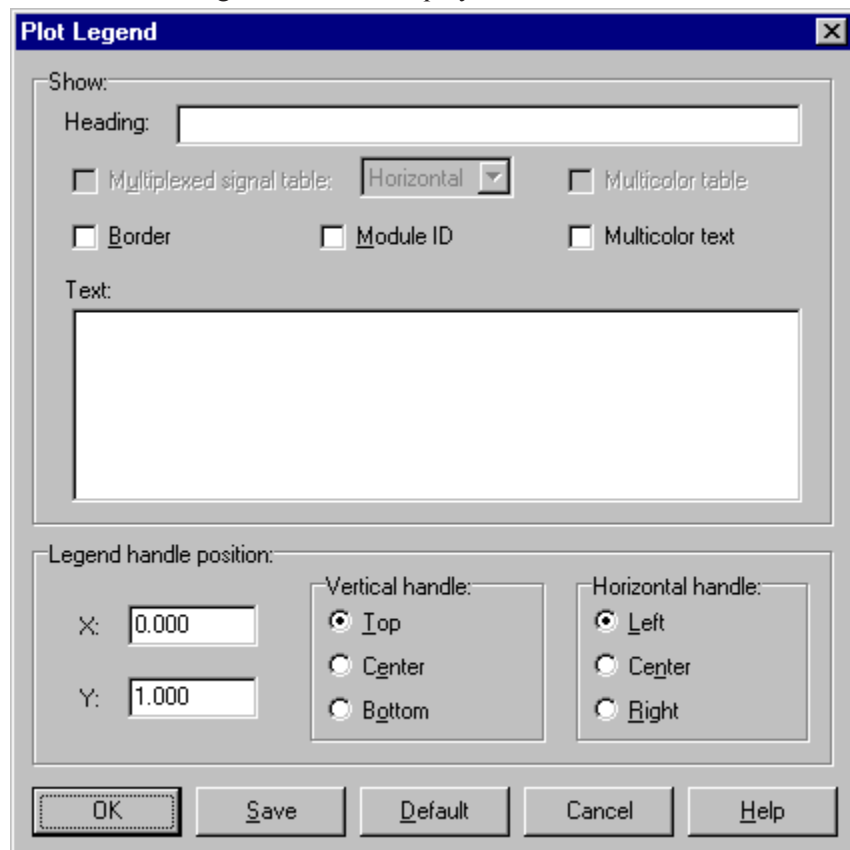 Plot Legend
Show:
Heading:
Multiplexed signal table: Horizontal Multicolor table
Border Module ID Multicolor text
Text:
Legend handle position:
Vertical handle: Horizontal handle:
X: 0.000 Top Left
Center Center
Y: 1.000 Bottom Right
OK Save Default Cancel Help